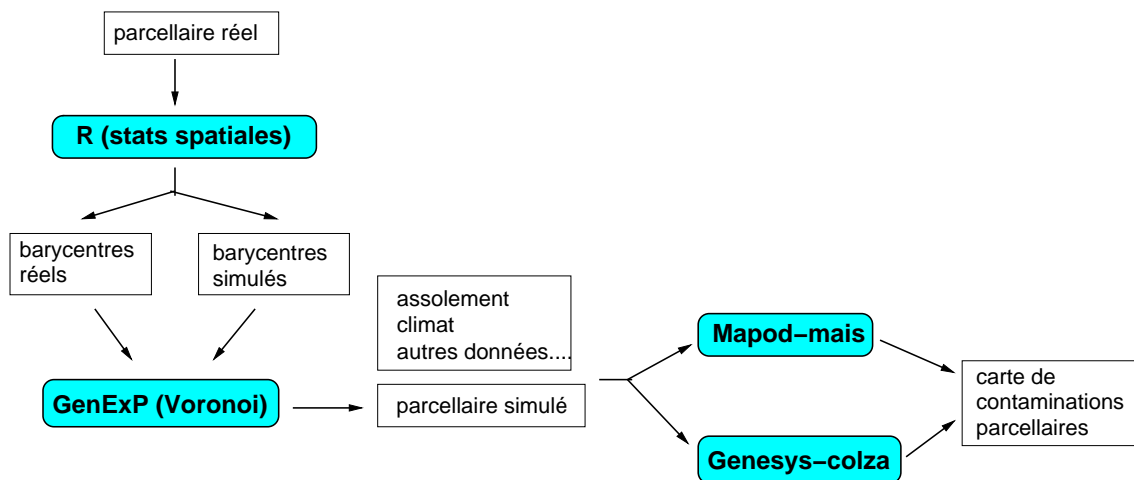 parcellaire réel
R (stats spatiales)
barycentres
réels
barycentres
simulés
assolement
climat
autres données....
GenExP (Voronoi)
parcellaire simulé
Mapod−mais
Genesys−colza
carte de
contaminations
parcellaires